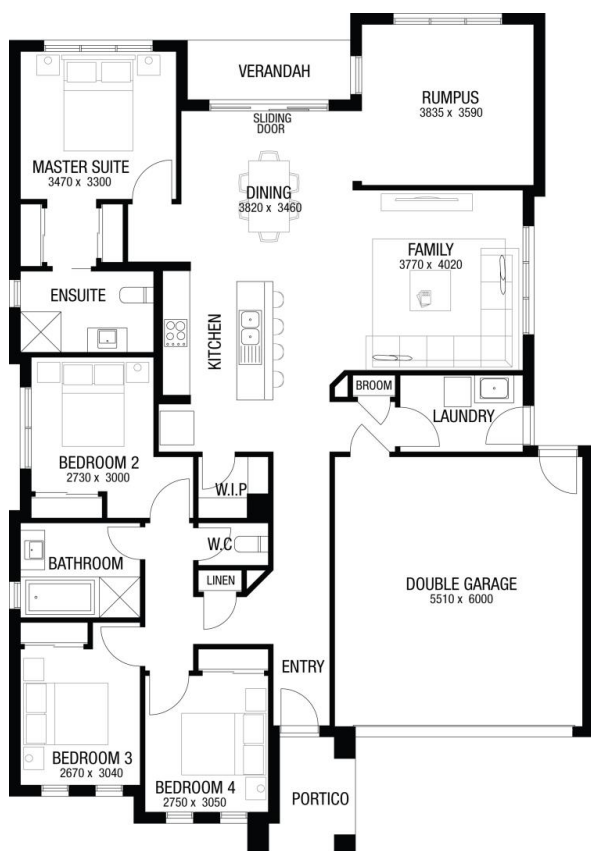 VERANDAH
SLIDING
DOOR
RUMPUS
3835 x 3590
MASTER SUITE
3470 x 3300
DINING
3820 x 3460
FAMILY
3770 x 4020
ENSUITE
KITCHEN
BROOM
LAUNDRY
BEDROOM 2
2730 x 3000
W.I.P
W.C
BATHROOM
LINEN
DOUBLE GARAGE
5510 x 6000
ENTRY
BEDROOM 3
2670 x 3040
BEDROOM 4
2750 x 3050
PORTICO